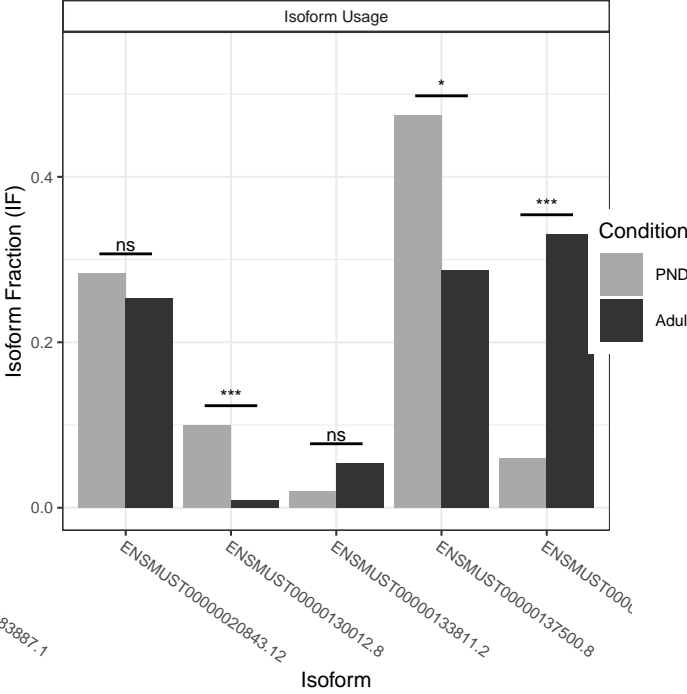 Isoform Usage
Isoform Fraction (IF)
0.4
0.2
0.0
ns
***
ns
*
***
Condition
PND
Adul
ENSMUST00000020843.12
ENSMUST00000130012.8
ENSMUST00000133811.2
ENSMUST00000137500.8
ENSMUST000
83887.1
Isoform